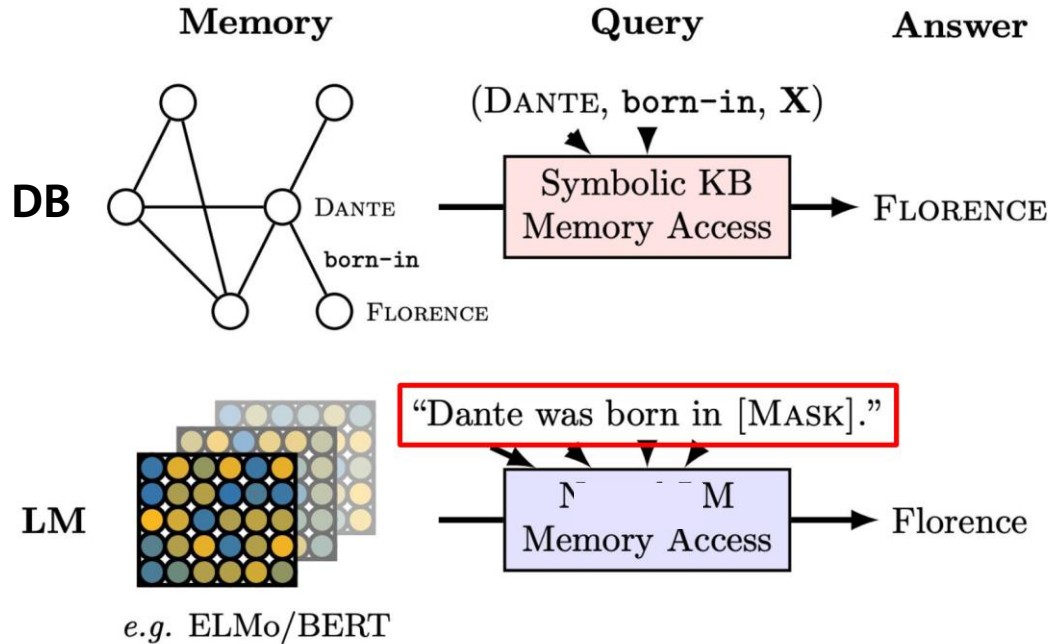 Memory Query Answer
(DANTE, born-in, X)
DB
DANTE
born-in
FLORENCE
Symbolic KB
Memory Access
FLORENCE
“Dante was born in [MASK].”
LM
Memory Access
Florence
e.g. ELMo/BERT